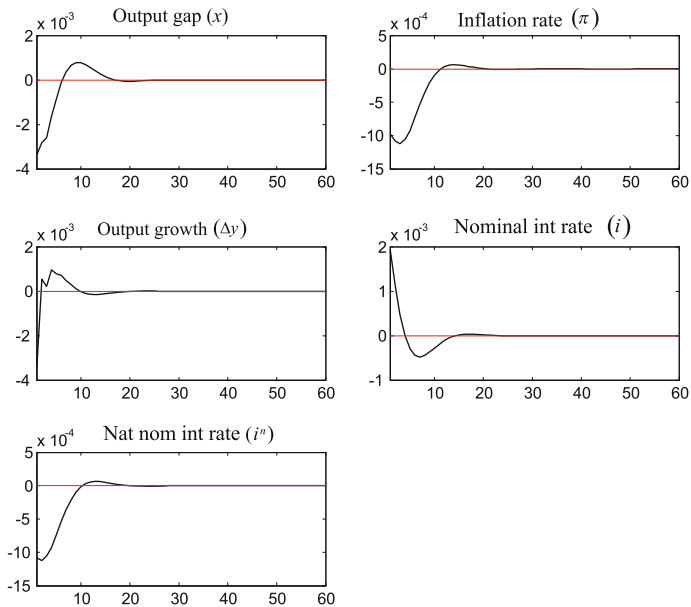 Output gap (x)
x 10-3
2
0
-2
-4
10 20 30 40 50 60
Inflation rate (π)
x 10-4
5
0
-5
-10
-15
10 20 30 40 50 60
Output growth (Δy)
x 10-3
2
0
-2
-4
10 20 30 40 50 60
Nominal int rate (i)
x 10-3
2
1
0
-1
10 20 30 40 50 60
Nat nom int rate (iⁿ)
x 10-4
5
0
-5
-10
-15
10 20 30 40 50 60